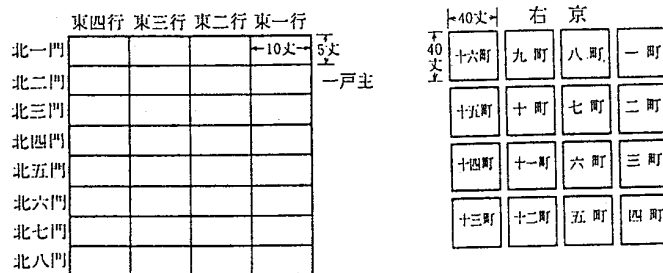 東四行 東三行 東二行 東一行
北一門
10丈
5丈
一戸主
北二門
北三門
北四門
北五門
北六門
北七門
北八門
40丈
右京
40丈
十六町 九町 八町 一町
十五町 十町 七町 二町
十四町 十一町 六町 三町
十三町 十二町 五町 四町